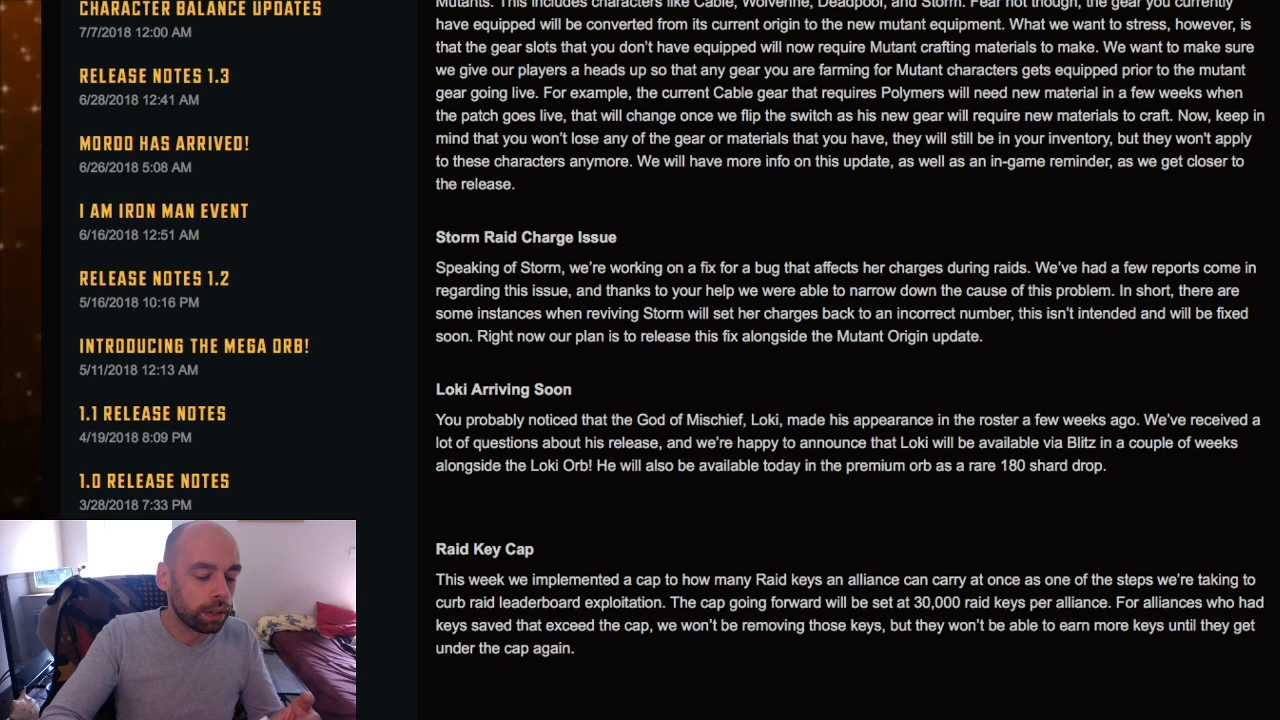 CHARACTER BALANCE UPDATES
7/7/2018 12:00 AM
RELEASE NOTES 1.3
6/28/2018 12:41 AM
MORDO HAS ARRIVED!
6/26/2018 5:08 AM
I AM IRON MAN EVENT
6/16/2018 12:51 AM
RELEASE NOTES 1.2
5/16/2018 10:16 PM
INTRODUCING THE MEGA ORB!
5/11/2018 12:13 AM
1.1 RELEASE NOTES
4/19/2018 8:09 PM
1.0 RELEASE NOTES
3/28/2018 7:33 PM
Mutants. This includes characters like Cable, Wolverine, Deadpool, and Storm. Fear not though, the gear you currently
have equipped will be converted from its current origin to the new mutant equipment. What we want to stress, however, is
that the gear slots that you don't have equipped will now require Mutant crafting materials to make. We want to make sure
we give our players a heads up so that any gear you are farming for Mutant characters gets equipped prior to the mutant
gear going live. For example, the current Cable gear that requires Polymers will need new material in a few weeks when
the patch goes live, that will change once we flip the switch as his new gear will require new materials to craft. Now, keep in
mind that you won't lose any of the gear or materials that you have, they will still be in your inventory, but they won't apply
to these characters anymore. We will have more info on this update, as well as an in-game reminder, as we get closer to
the release.
Storm Raid Charge Issue
Speaking of Storm, we're working on a fix for a bug that affects her charges during raids. We've had a few reports come in
regarding this issue, and thanks to your help we were able to narrow down the cause of this problem. In short, there are
some instances when reviving Storm will set her charges back to an incorrect number, this isn't intended and will be fixed
soon. Right now our plan is to release this fix alongside the Mutant Origin update.
Loki Arriving Soon
You probably noticed that the God of Mischief, Loki, made his appearance in the roster a few weeks ago. We've received a
lot of questions about his release, and we're happy to announce that Loki will be available via Blitz in a couple of weeks
alongside the Loki Orb! He will also be available today in the premium orb as a rare 180 shard drop.
Raid Key Cap
This week we implemented a cap to how many Raid keys an alliance can carry at once as one of the steps we're taking to
curb raid leaderboard exploitation. The cap going forward will be set at 30,000 raid keys per alliance. For alliances who had
keys saved that exceed the cap, we won't be removing those keys, but they won't be able to earn more keys until they get
under the cap again.